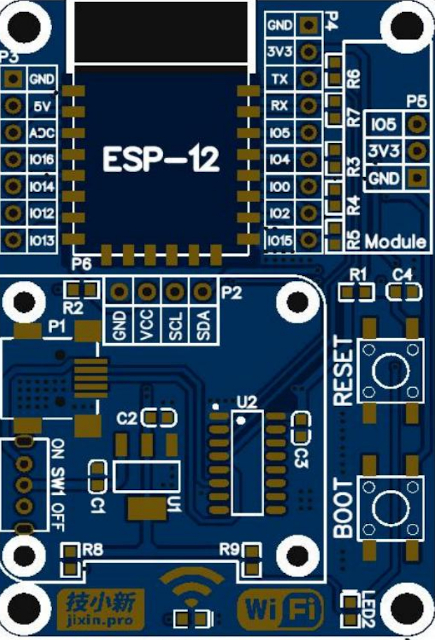 P3
GND
5V
ADC
IO16
IO14
IO12
IO13
ESP-12
P4
GND
3V3
TX
RX
IO5
IO4
IO0
IO2
IO15
R6
R7
R3
R4
R5
P5
IO5
3V3
GND
Module
P6
R2
P2
GND
VCC
SCL
SDA
R1
C4
P1
RESET
C2
U2
C3
ON SW1 OFF
C1
U1
BOOT
R8
R9
技小新
jixin.pro
Wi Fi
LED2